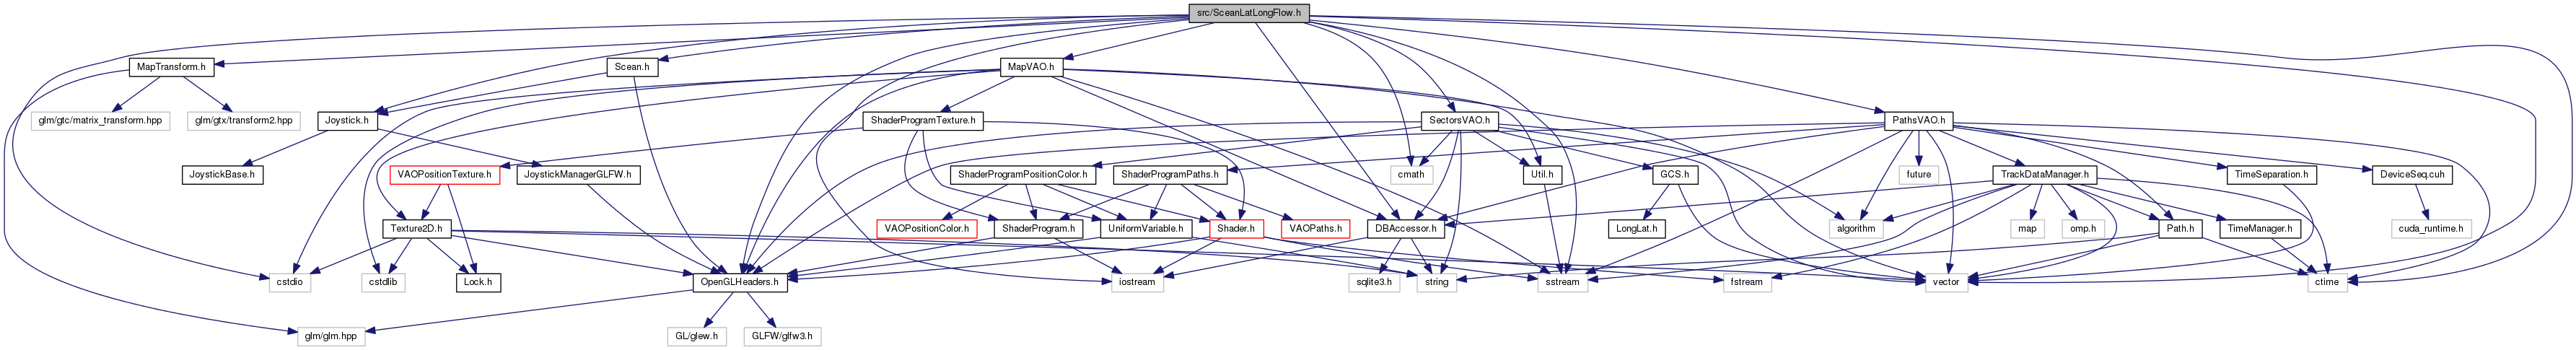 src/SceanLatLongFlow.h
MapTransform.h
Scean.h
MapVAO.h
glm/gtc/matrix_transform.hpp
glm/gtx/transform2.hpp
Joystick.h
ShaderProgramTexture.h
SectorsVAO.h
PathsVAO.h
JoystickBase.h
VAOPositionTexture.h
JoystickManagerGLFW.h
ShaderProgramPositionColor.h
ShaderProgramPaths.h
cmath
Util.h
GCS.h
future
TrackDataManager.h
TimeSeparation.h
DeviceSeq.cuh
Texture2D.h
VAOPositionColor.h
ShaderProgram.h
UniformVariable.h
Shader.h
VAOPaths.h
DBAccessor.h
LongLat.h
algorithm
map
omp.h
Path.h
TimeManager.h
cuda_runtime.h
cstdio
cstdlib
Lock.h
OpenGLHeaders.h
iostream
sqlite3.h
string
sstream
fstream
vector
ctime
glm/glm.hpp
GL/glew.h
GLFW/glfw3.h